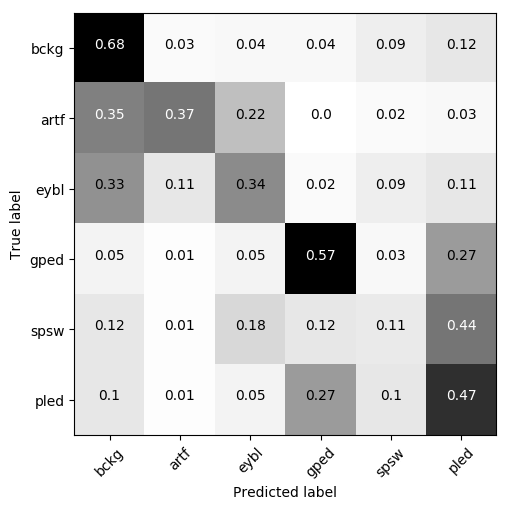 bckg 0.68 0.03 0.04 0.04 0.09 0.12
artf 0.35 0.37 0.22 0.0 0.02 0.03
eybl 0.33 0.11 0.34 0.02 0.09 0.11
True label
gped 0.05 0.01 0.05 0.57 0.03 0.27
spsw 0.12 0.01 0.18 0.12 0.11 0.44
pled 0.1 0.01 0.05 0.27 0.1 0.47
bckg artf eybl gped spsw pled
Predicted label